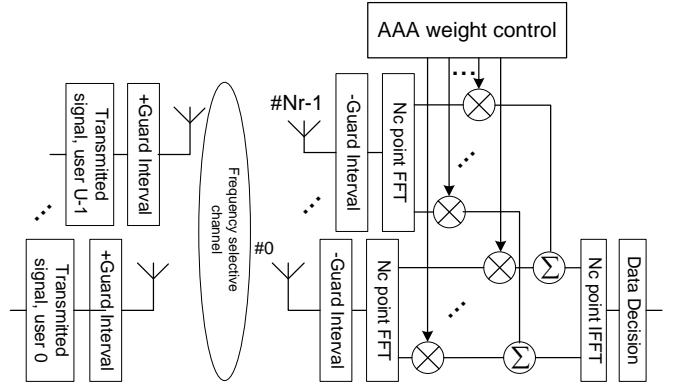 AAA weight control
...
#Nr-1
Transmitted
signal, user U-1
+Guard Interval
Frequency selective
channel
-Guard Interval
Nc point FFT
...
...
...
#0
Transmitted
signal, user 0
+Guard Interval
-Guard Interval
Nc point FFT
...
Σ
Σ
Nc point IFFT
Data Decision